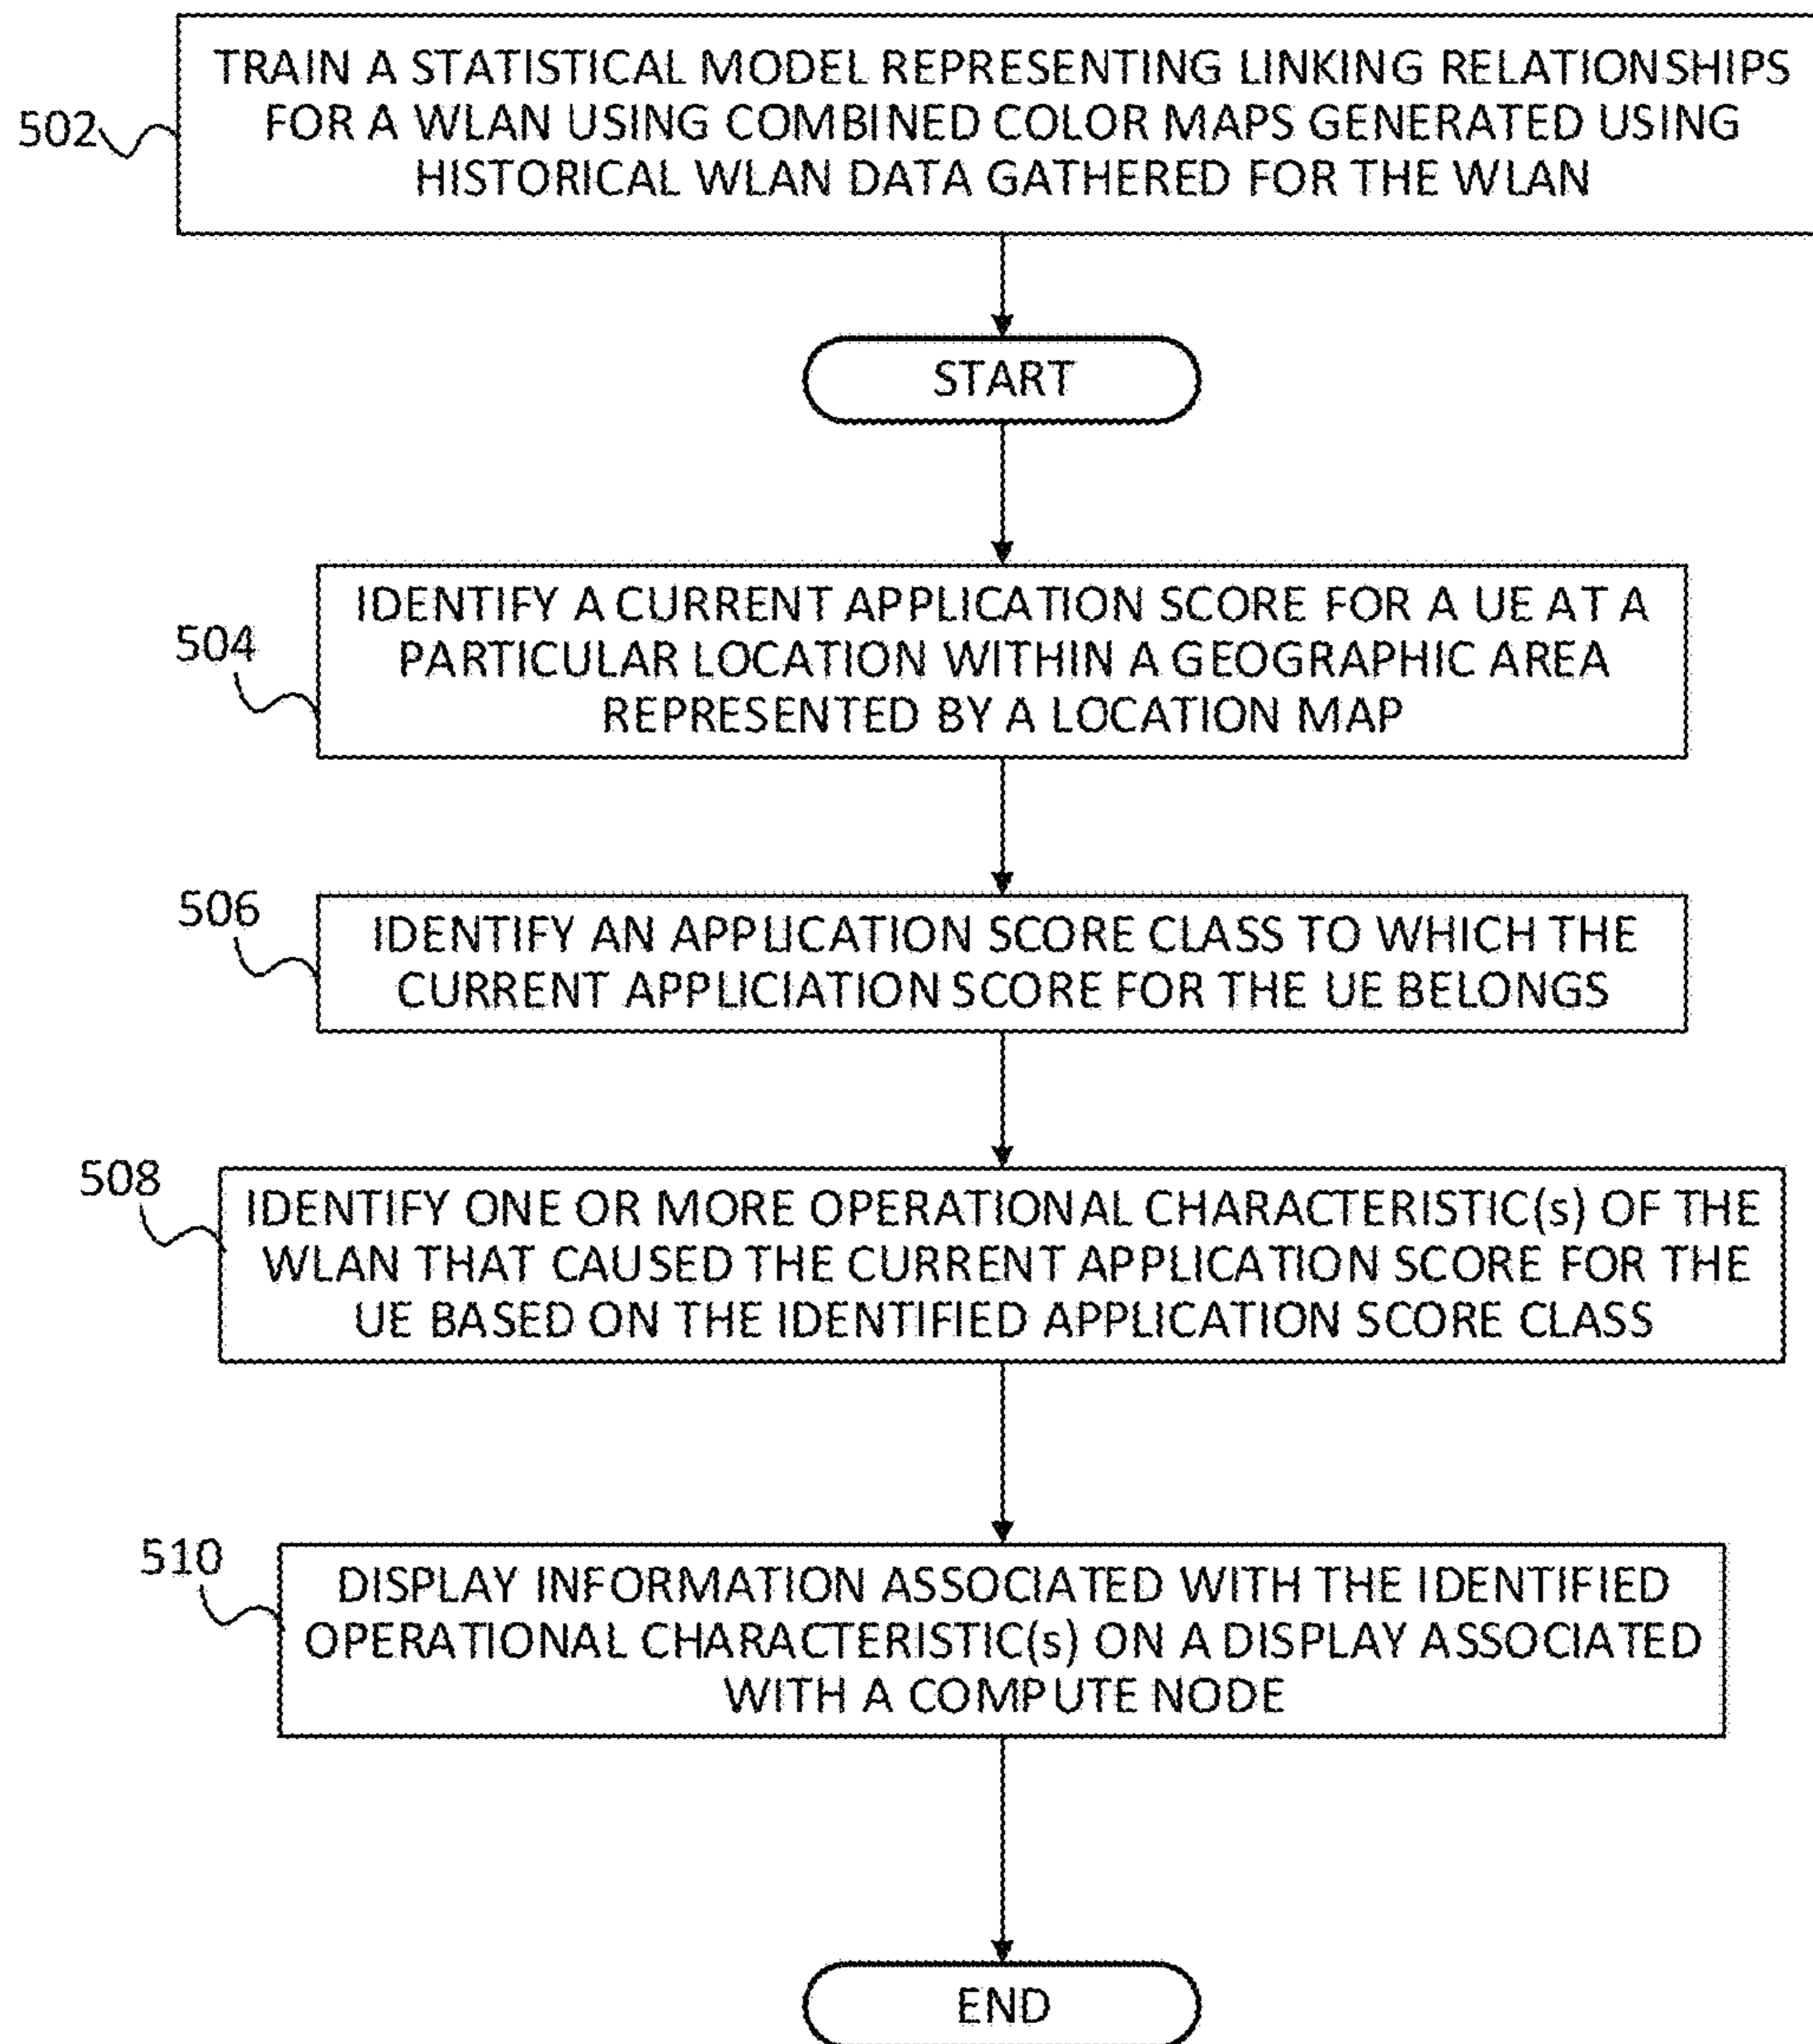 TRAIN A STATISTICAL MODEL REPRESENTING LINKING RELATIONSHIPS
FOR A WLAN USING COMBINED COLOR MAPS GENERATED USING
HISTORICAL WLAN DATA GATHERED FOR THE WLAN
502
START
IDENTIFY A CURRENT APPLICATION SCORE FOR A UE AT A
PARTICULAR LOCATION WITHIN A GEOGRAPHIC AREA
REPRESENTED BY A LOCATION MAP
504
IDENTIFY AN APPLICATION SCORE CLASS TO WHICH THE
CURRENT APPLICIATION SCORE FOR THE UE BELONGS
506
IDENTIFY ONE OR MORE OPERATIONAL CHARACTERISTIC(s) OF THE
WLAN THAT CAUSED THE CURRENT APPLICATION SCORE FOR THE
UE BASED ON THE IDENTIFIED APPLICATION SCORE CLASS
508
DISPLAY INFORMATION ASSOCIATED WITH THE IDENTIFIED
OPERATIONAL CHARACTERISTIC(s) ON A DISPLAY ASSOCIATED
WITH A COMPUTE NODE
510
END